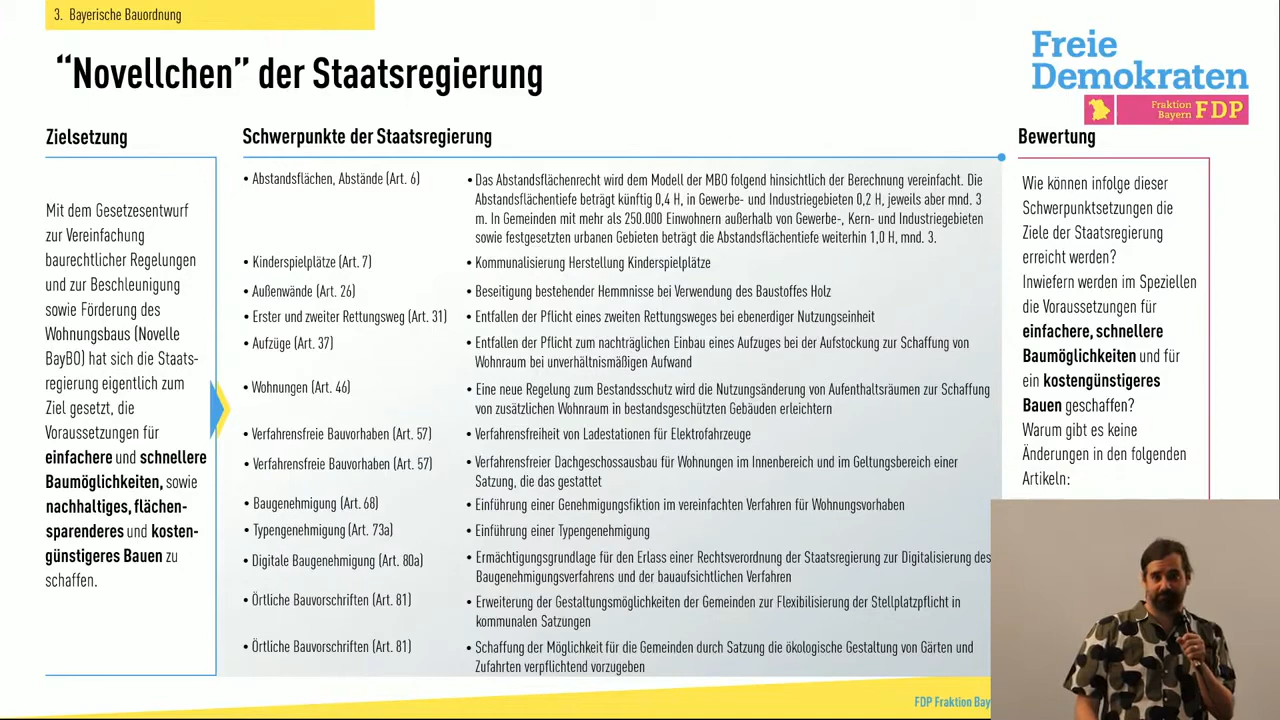 3. Bayerische Bauordnung
“Novellchen” der Staatsregierung
Freie
Demokraten
Fraktion
Bayern FDP
Zielsetzung
Mit dem Gesetzesentwurf
zur Vereinfachung
baurechtlicher Regelungen
und zur Beschleunigung
sowie Förderung des
Wohnungsbaus (Novelle
BayBO) hat sich die Staats-
regierung eigentlich zum
Ziel gesetzt, die
Voraussetzungen für
einfachere und schnellere
Baumöglichkeiten, sowie
nachhaltiges, flächen-
sparenderes und kosten-
günstigeres Bauen zu
schaffen.
Schwerpunkte der Staatsregierung
• Abstandsflächen, Abstände (Art. 6)
• Das Abstandsflächenrecht wird dem Modell der MBO folgend hinsichtlich der Berechnung vereinfacht. Die
Abstandsflächentiefe beträgt künftig 0,4 H, in Gewerbe- und Industriegebieten 0,2 H, jeweils aber mnd. 3
m. In Gemeinden mit mehr als 250.000 Einwohnern außerhalb von Gewerbe-, Kern- und Industriegebieten
sowie festgesetzten urbanen Gebieten beträgt die Abstandsflächentiefe weiterhin 1,0 H, mnd. 3.
• Kinderspielplätze (Art. 7)
• Kommunalisierung Herstellung Kinderspielplätze
• Außenwände (Art. 26)
• Beseitigung bestehender Hemmnisse bei Verwendung des Baustoffes Holz
• Erster und zweiter Rettungsweg (Art. 31)
• Entfallen der Pflicht eines zweiten Rettungsweges bei ebenerdiger Nutzungseinheit
• Aufzüge (Art. 37)
• Entfallen der Pflicht zum nachträglichen Einbau eines Aufzuges bei der Aufstockung zur Schaffung von
Wohnraum bei unverhältnismäßigen Aufwand
• Wohnungen (Art. 46)
• Eine neue Regelung zum Bestandsschutz wird die Nutzungsänderung von Aufenthaltsräumen zur Schaffung
von zusätzlichen Wohnraum in bestandsgeschützten Gebäuden erleichtern
• Verfahrensfreie Bauvorhaben (Art. 57)
• Verfahrensfreiheit von Ladestationen für Elektrofahrzeuge
• Verfahrensfreie Bauvorhaben (Art. 57)
• Verfahrensfreier Dachgeschossausbau für Wohnungen im Innenbereich und im Geltungsbereich einer
Satzung, die das gestattet
• Baugenehmigung (Art. 68)
• Einführung einer Genehmigungsfiktion im vereinfachten Verfahren für Wohnungsvorhaben
• Typengenehmigung (Art. 73a)
• Einführung einer Typengenehmigung
• Digitale Baugenehmigung (Art. 80a)
• Ermächtigungsgrundlage für den Erlass einer Rechtsverordnung der Staatsregierung zur Digitalisierung des
Baugenehmigungsverfahrens und der bauaufsichtlichen Verfahren
• Örtliche Bauvorschriften (Art. 81)
• Erweiterung der Gestaltungsmöglichkeiten der Gemeinden zur Flexibilisierung der Stellplatzpflicht in
kommunalen Satzungen
• Örtliche Bauvorschriften (Art. 81)
• Schaffung der Möglichkeit für die Gemeinden durch Satzung die ökologische Gestaltung von Gärten und
Zufahrten verpflichtend vorzugeben
Bewertung
Wie können infolge dieser
Schwerpunktsetzungen die
Ziele der Staatsregierung
erreicht werden?
Inwiefern werden im Speziellen
die Voraussetzungen für
einfachere, schnellere
Baumöglichkeiten und für
ein kostengünstigeres
Bauen geschaffen?
Warum gibt es keine
Änderungen in den folgenden
Artikeln:
FDP Fraktion Bay